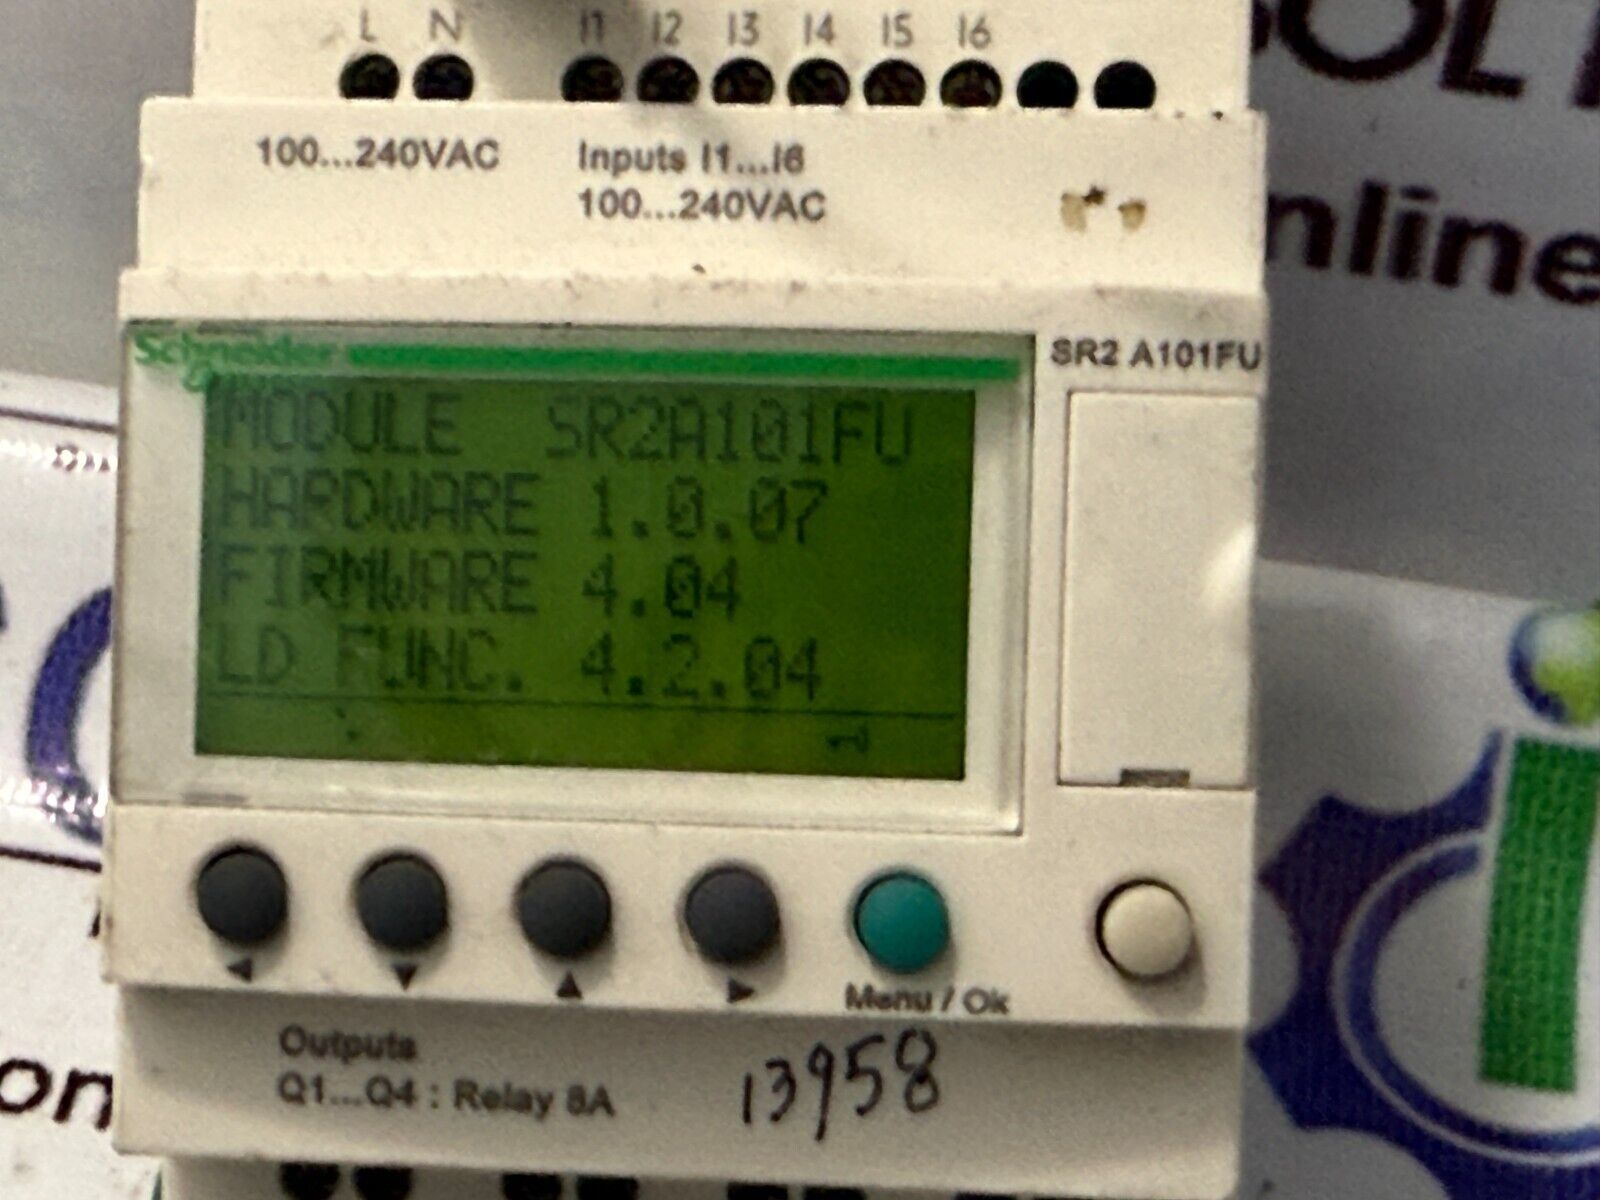 L N I1 I2 I3 I4 I5 I6
100...240VAC
Inputs I1...I6
100...240VAC
nline
Schneider
SR2 A101FU
MODULE SR2A101FU
HARDWARE 1.0.07
FIRMWARE 4.04
LD FUNC. 4.2.04
Menu / Ok
Outputs
Q1...Q4 : Relay 8A
13958
on